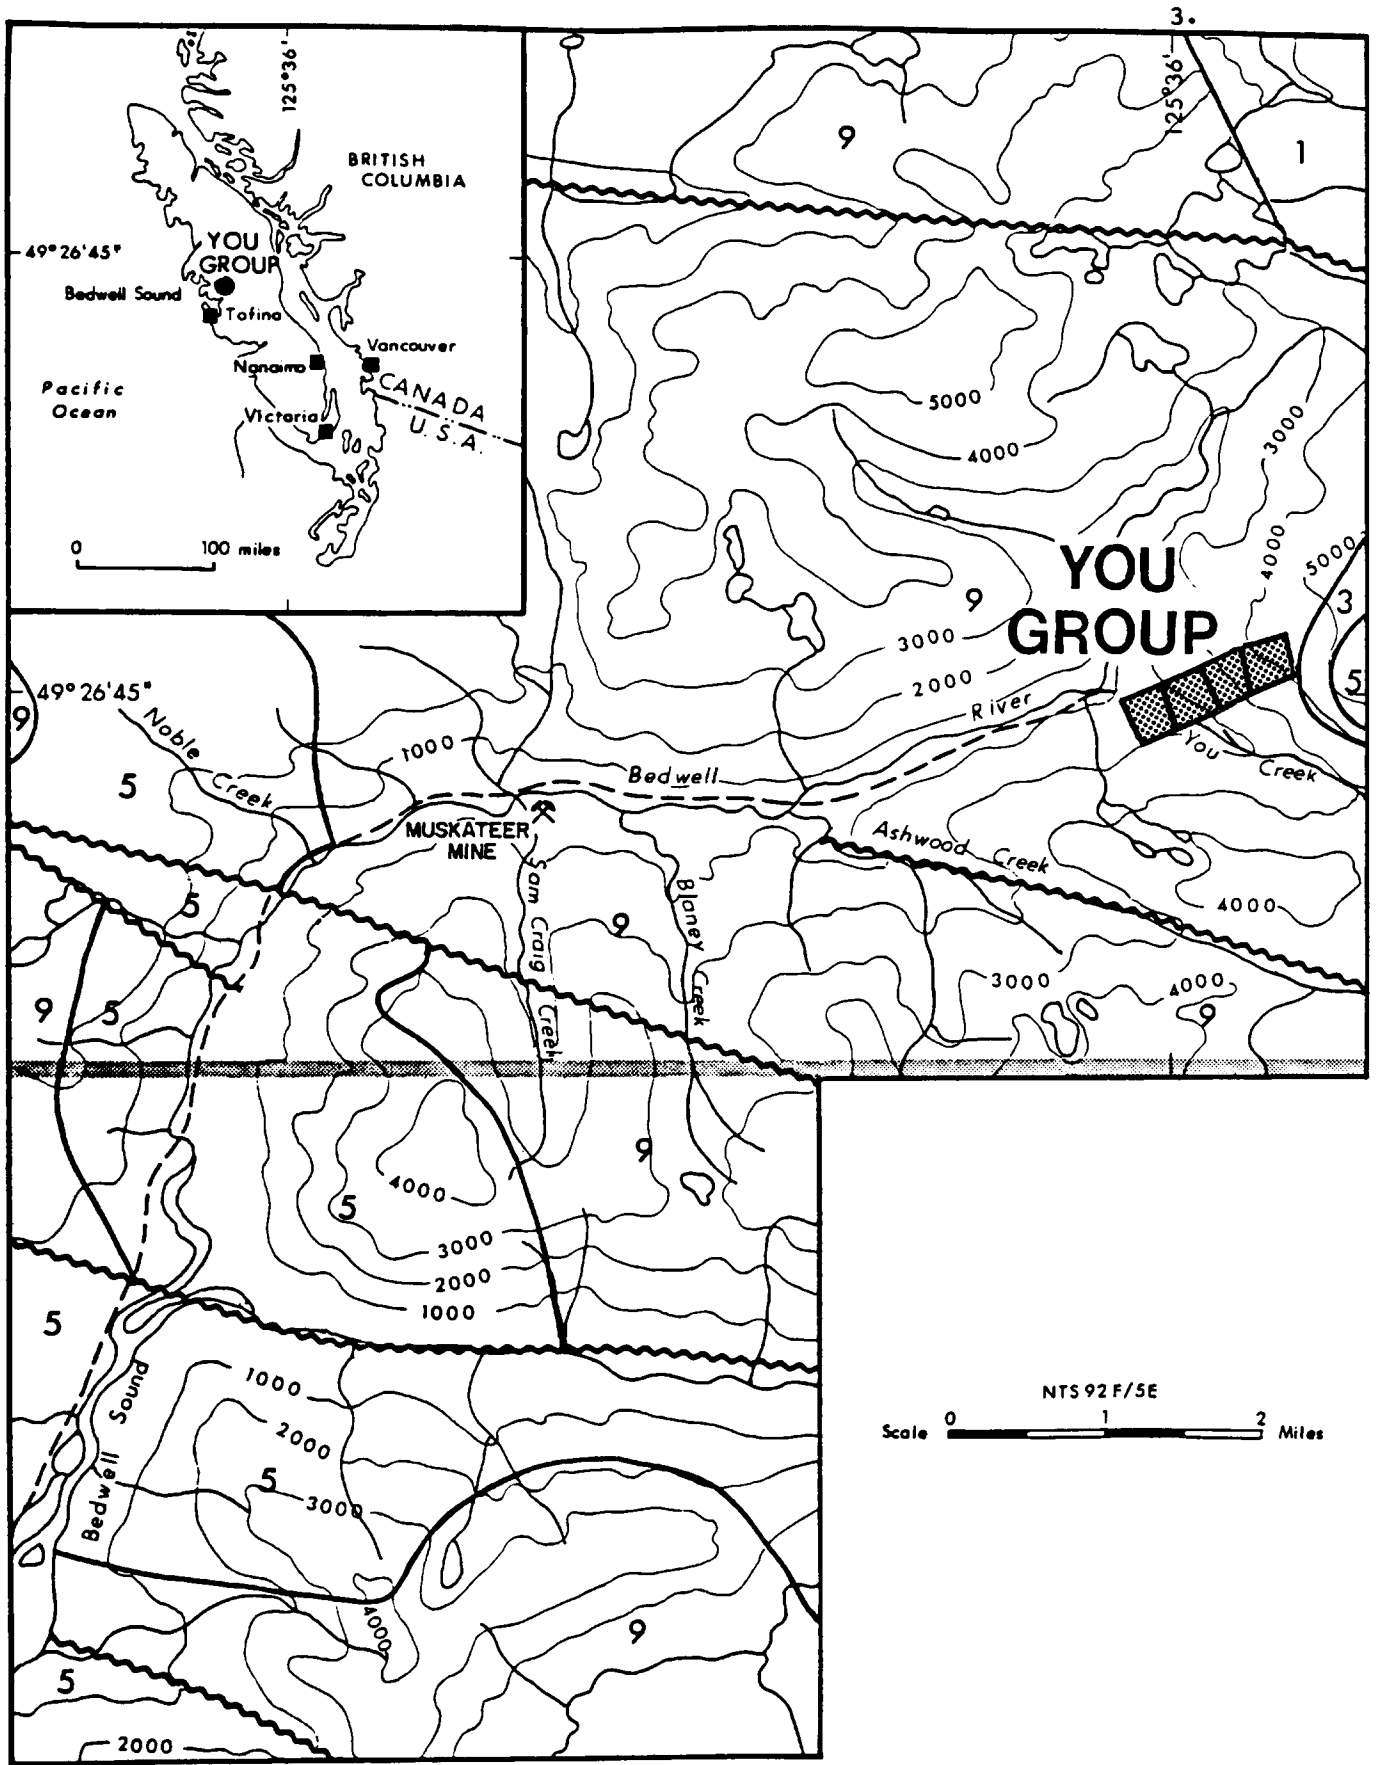 3.
125°36'
BRITISH
COLUMBIA
49°26'45"
YOU
GROUP
Bedwell Sound
Tofino
Vancouver
Nanaimo
Pacific
Ocean
CANADA
U.S.A.
Victoria
0 100 miles
125°36'
9
1
5000
4000
3000
4000
5000
YOU
GROUP
9
3
3000
2000
5
River
49°26'45"
9
Noble
Creek
1000
Bedwell
You
Creek
5
MUSKATEER
MINE
Ashwood Creek
Sam Craig
Creek
Blaney
Creek
5
9
4000
3000
4000
9
5
9
9
4000
5
3000
2000
1000
5
Bedwell
Sound
1000
2000
5
3000
NTS 92 F/5E
Scale 0 1 2 Miles
4000
9
5
2000